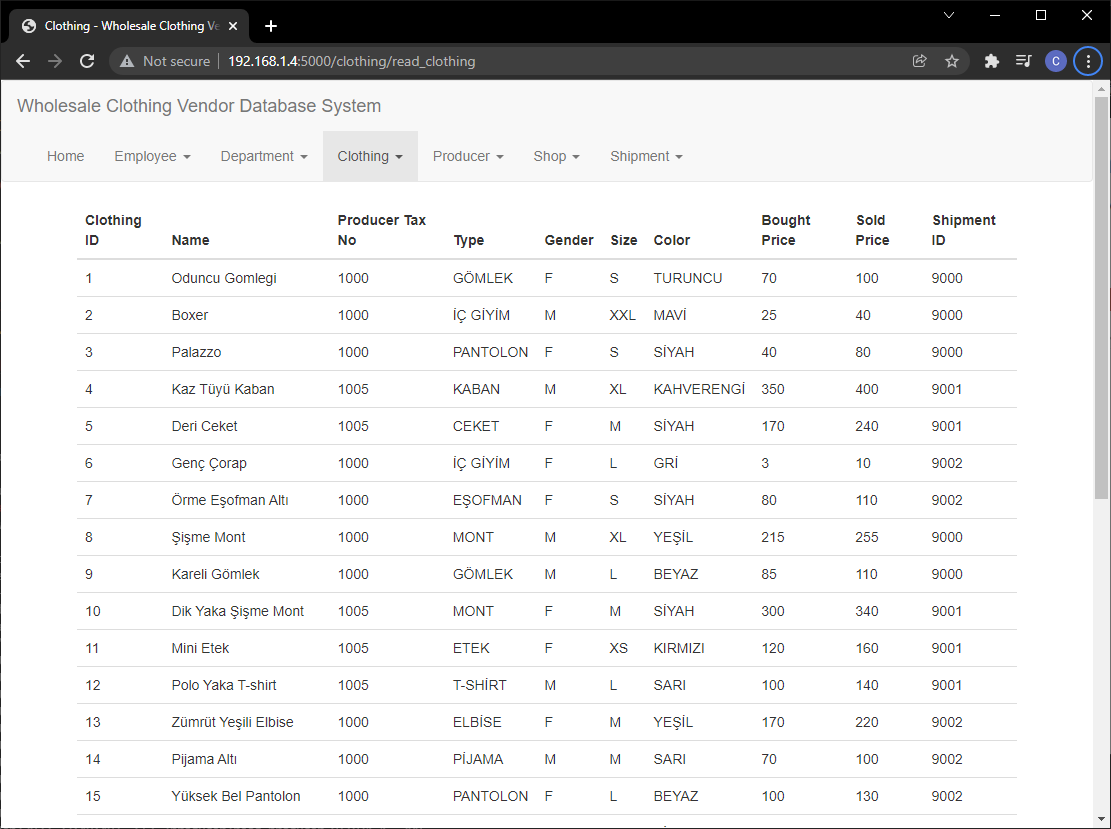 Clothing - Wholesale Clothing Ve
Not secure 192.168.1.4:5000/clothing/read_clothing
C
Wholesale Clothing Vendor Database System
Home Employee Department Clothing Producer Shop Shipment
Clothing ID Name Producer Tax No Type Gender Size Color Bought Price Sold Price Shipment ID
1 Oduncu Gomlegi 1000 GÖMLEK F S TURUNCU 70 100 9000
2 Boxer 1000 İÇ GİYİM M XXL MAVİ 25 40 9000
3 Palazzo 1000 PANTOLON F S SİYAH 40 80 9000
4 Kaz Tüyü Kaban 1005 KABAN M XL KAHVERENGİ 350 400 9001
5 Deri Ceket 1005 CEKET F M SİYAH 170 240 9001
6 Genç Çorap 1000 İÇ GİYİM F L GRİ 3 10 9002
7 Örme Eşofman Altı 1000 EŞOFMAN F S SİYAH 80 110 9002
8 Şişme Mont 1000 MONT M XL YEŞİL 215 255 9000
9 Kareli Gömlek 1000 GÖMLEK M L BEYAZ 85 110 9000
10 Dik Yaka Şişme Mont 1005 MONT F M SİYAH 300 340 9001
11 Mini Etek 1005 ETEK F XS KIRMIZI 120 160 9001
12 Polo Yaka T-shirt 1005 T-SHİRT M L SARI 100 140 9001
13 Zümrüt Yeşili Elbise 1000 ELBİSE F M YEŞİL 170 220 9002
14 Pijama Altı 1000 PİJAMA M M SARI 70 100 9002
15 Yüksek Bel Pantolon 1000 PANTOLON F L BEYAZ 100 130 9002